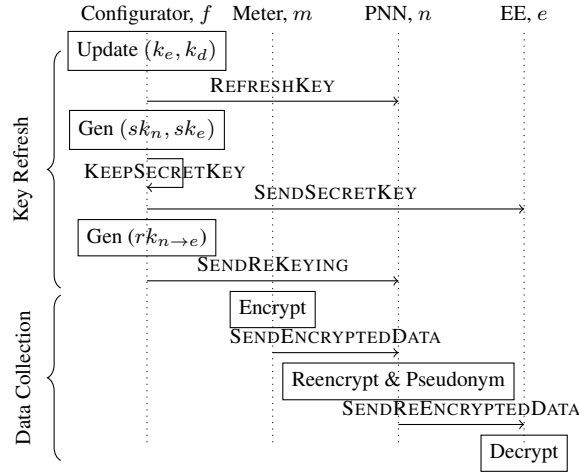 Configurator, f Meter, m PNN, n EE, e
Update (k_e, k_d)
REFRESHKEY
Gen (sk_n, sk_e)
KEEPSECRETKEY
SENDSECRETKEY
Gen (rk_{n→e})
SENDREKEYING
Key Refresh
Encrypt
SENDENCRYPTEDDATA
Reencrypt & Pseudonym
SENDREENCRYPTEDDATA
Decrypt
Data Collection